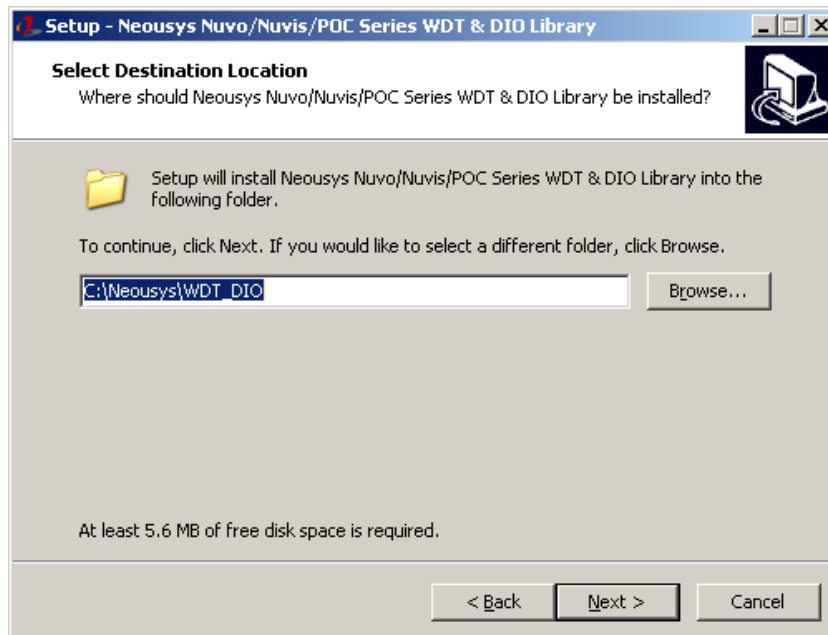 Setup - Neousys Nuvo/Nuvis/POC Series WDT & DIO Library
Select Destination Location
Where should Neousys Nuvo/Nuvis/POC Series WDT & DIO Library be installed?
Setup will install Neousys Nuvo/Nuvis/POC Series WDT & DIO Library into the
following folder.
To continue, click Next. If you would like to select a different folder, click Browse.
C:\Neousys\WDT_DIO
Browse...
At least 5.6 MB of free disk space is required.
< Back
Next >
Cancel